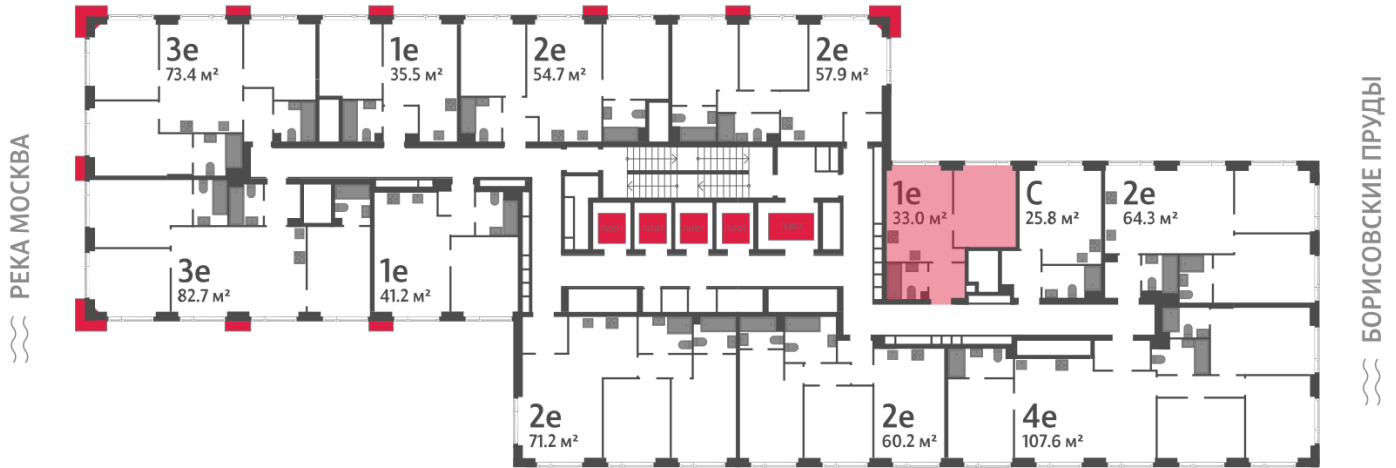 РЕКА МОСКВА
3е
73.4 м²
1е
35.5 м²
2е
54.7 м²
2е
57.9 м²
1е
33.0 м²
С
25.8 м²
2е
64.3 м²
3е
82.7 м²
1е
41.2 м²
2е
71.2 м²
2е
60.2 м²
4е
107.6 м²
БОРИСОВСКИЕ ПРУДЫ